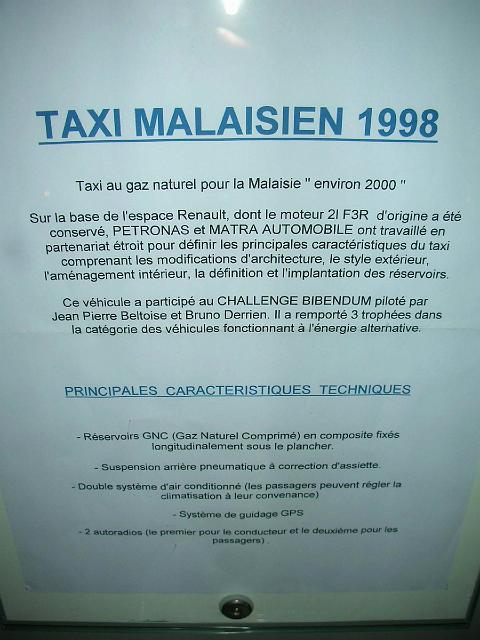 TAXI MALAISIEN 1998
Taxi au gaz naturel pour la Malaisie " environ 2000 "
Sur la base de l'espace Renault, dont le moteur 2l F3R d'origine a été
conservé, PETRONAS et MATRA AUTOMOBILE ont travaillé en
partenariat étroit pour définir les principales caractéristiques du taxi
comprenant les modifications d'architecture, le style extérieur,
l'aménagement intérieur, la définition et l'implantation des réservoirs.
Ce véhicule a participé au CHALLENGE BIBENDUM piloté par
Jean Pierre Beltoise et Bruno Derrien. Il a remporté 3 trophées dans
la catégorie des véhicules fonctionnant à l'énergie alternative.
PRINCIPALES CARACTERISTIQUES TECHNIQUES
- Réservoirs GNC (Gaz Naturel Comprimé) en composite fixés
longitudinalement sous le plancher.
- Suspension arrière pneumatique à correction d'assiette.
- Double système d'air conditionné (les passagers peuvent régler la
climatisation à leur convenance)
- Système de guidage GPS
- 2 autoradios (le premier pour le conducteur et le deuxième pour les
passagers) .